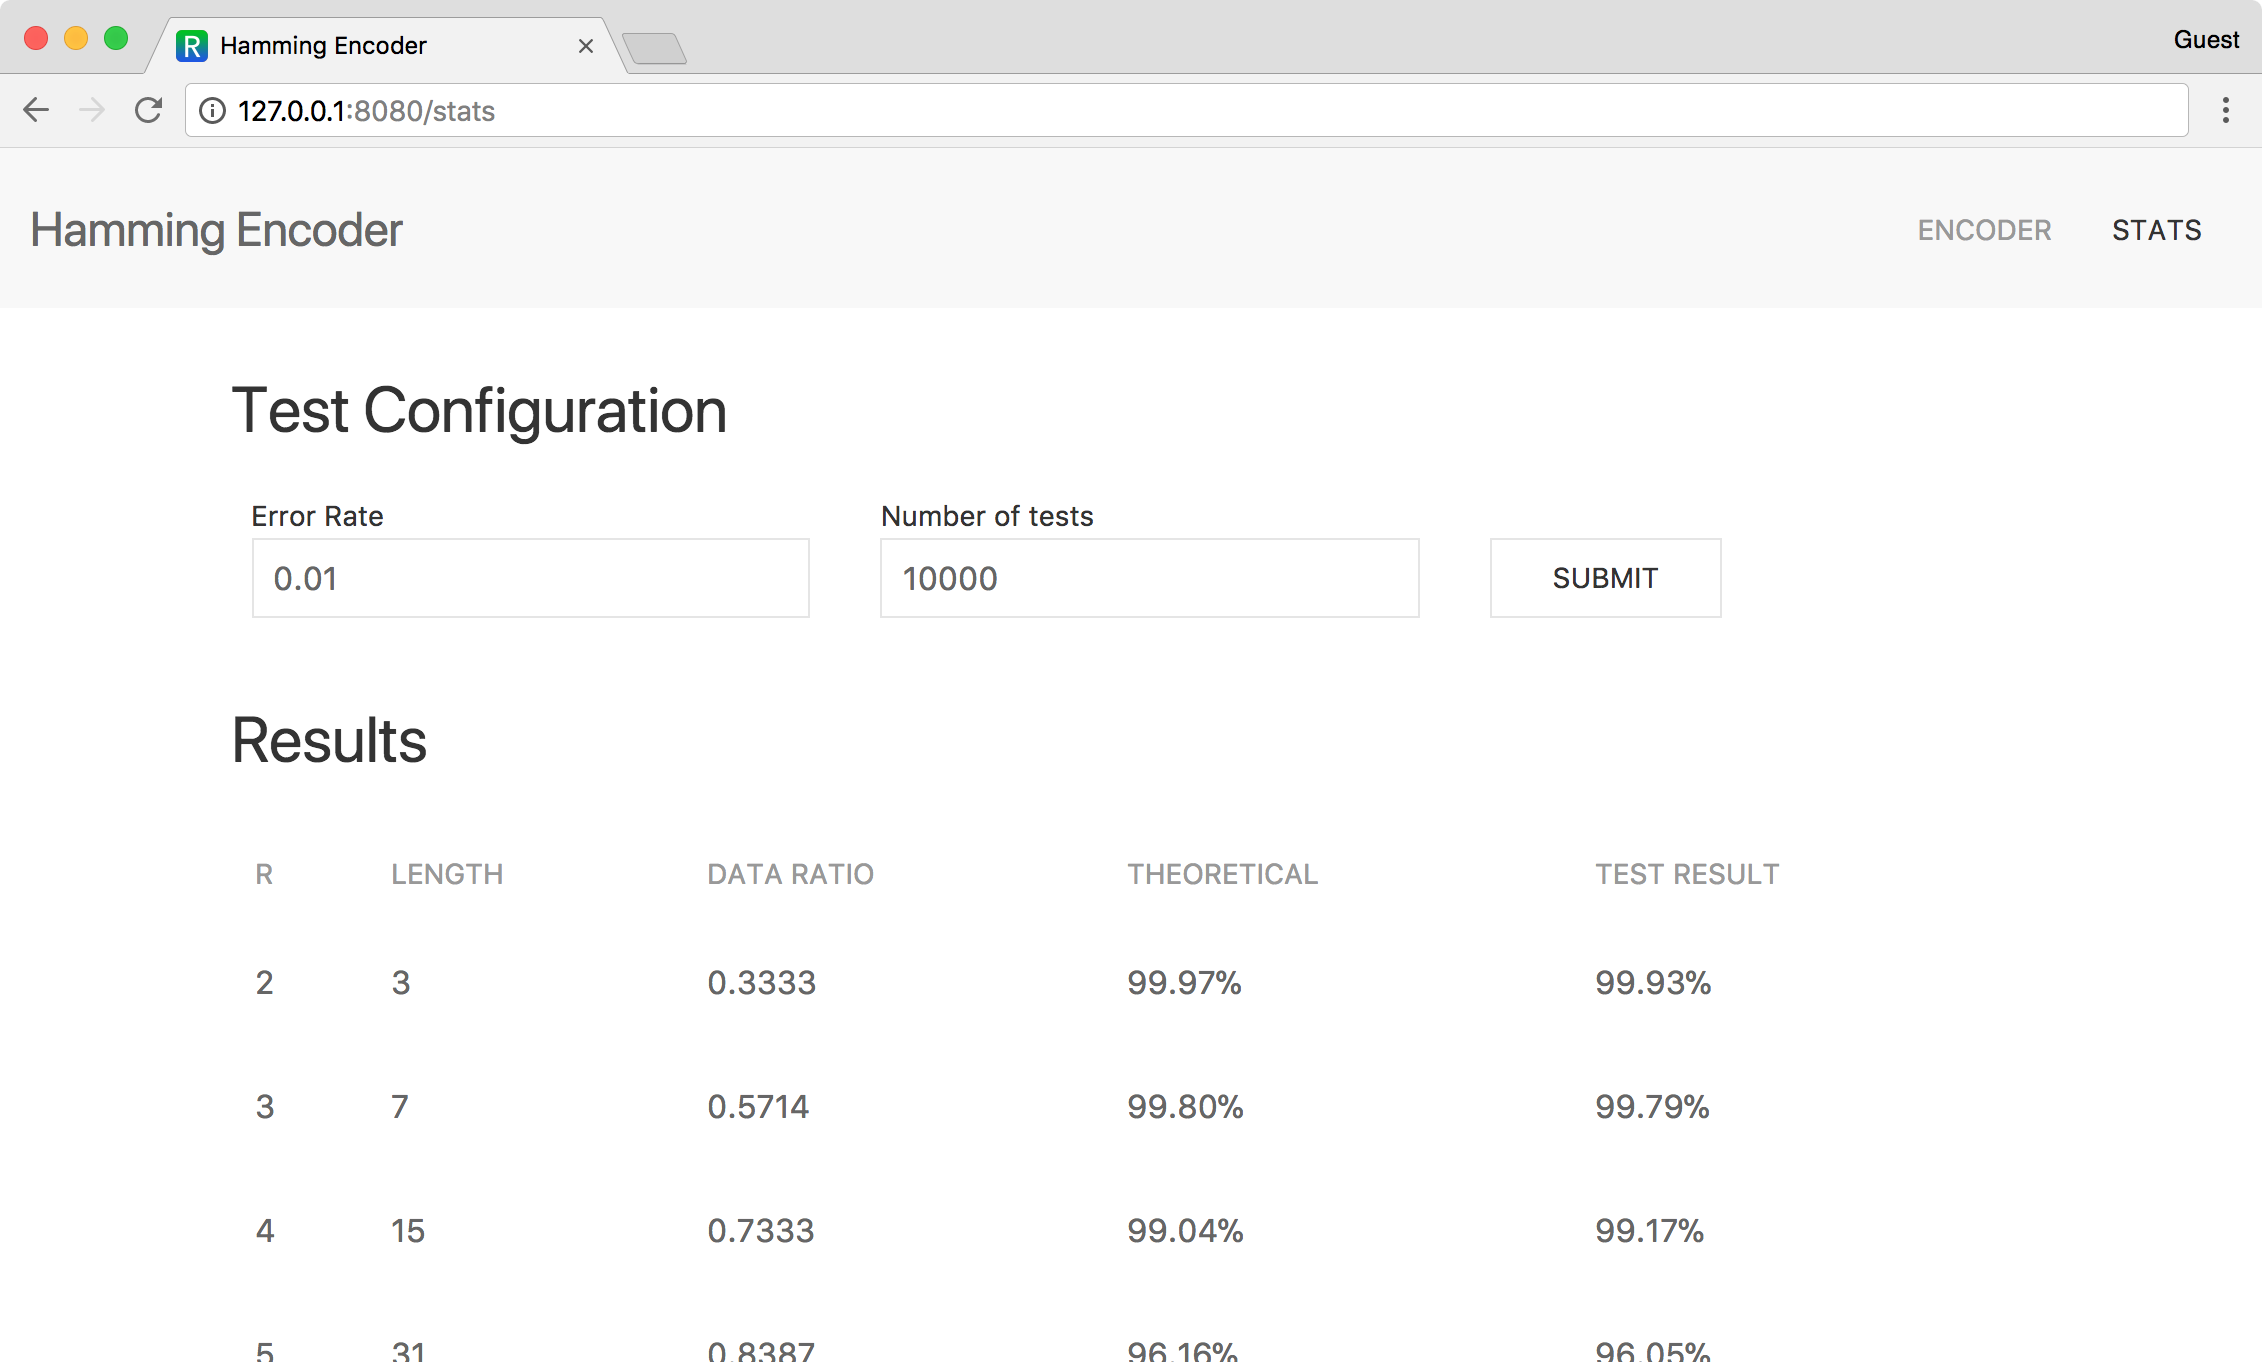 R Hamming Encoder Guest
127.0.0.1:8080/stats
Hamming Encoder ENCODER STATS
Test Configuration
Error Rate Number of tests
0.01 10000 SUBMIT
Results
R LENGTH DATA RATIO THEORETICAL TEST RESULT
2 3 0.3333 99.97% 99.93%
3 7 0.5714 99.80% 99.79%
4 15 0.7333 99.04% 99.17%
5 31 0.8387 96.16% 96.05%